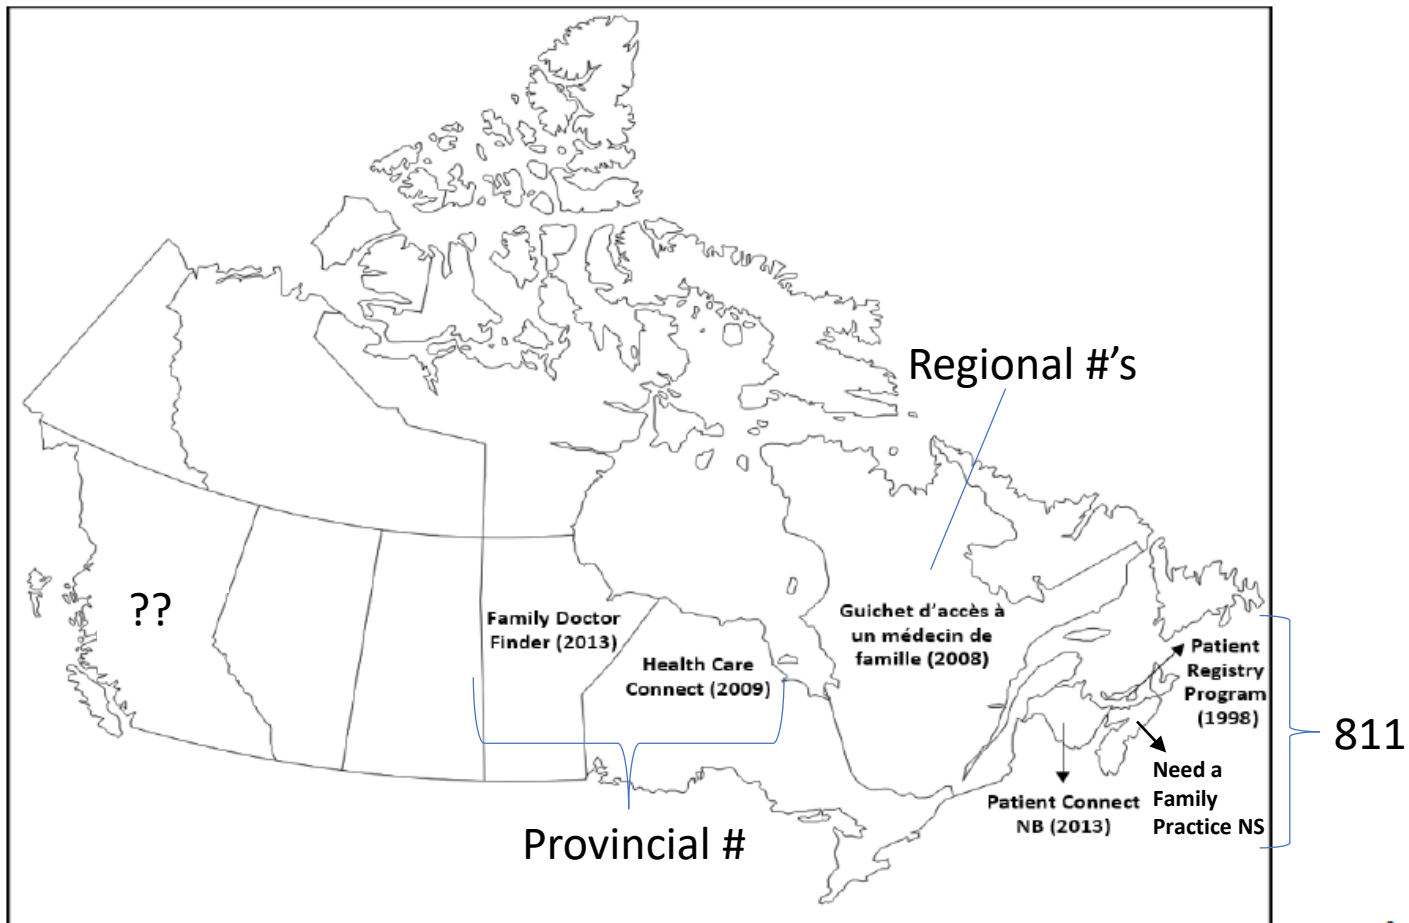 Regional #'s
??
Family Doctor
Finder (2013)
Health Care
Connect (2009)
Guichet d'accès à
un médecin de
famille (2008)
Patient
Registry
Program
(1998)
811
Need a
Family
Practice NS
Patient Connect
NB (2013)
Provincial #